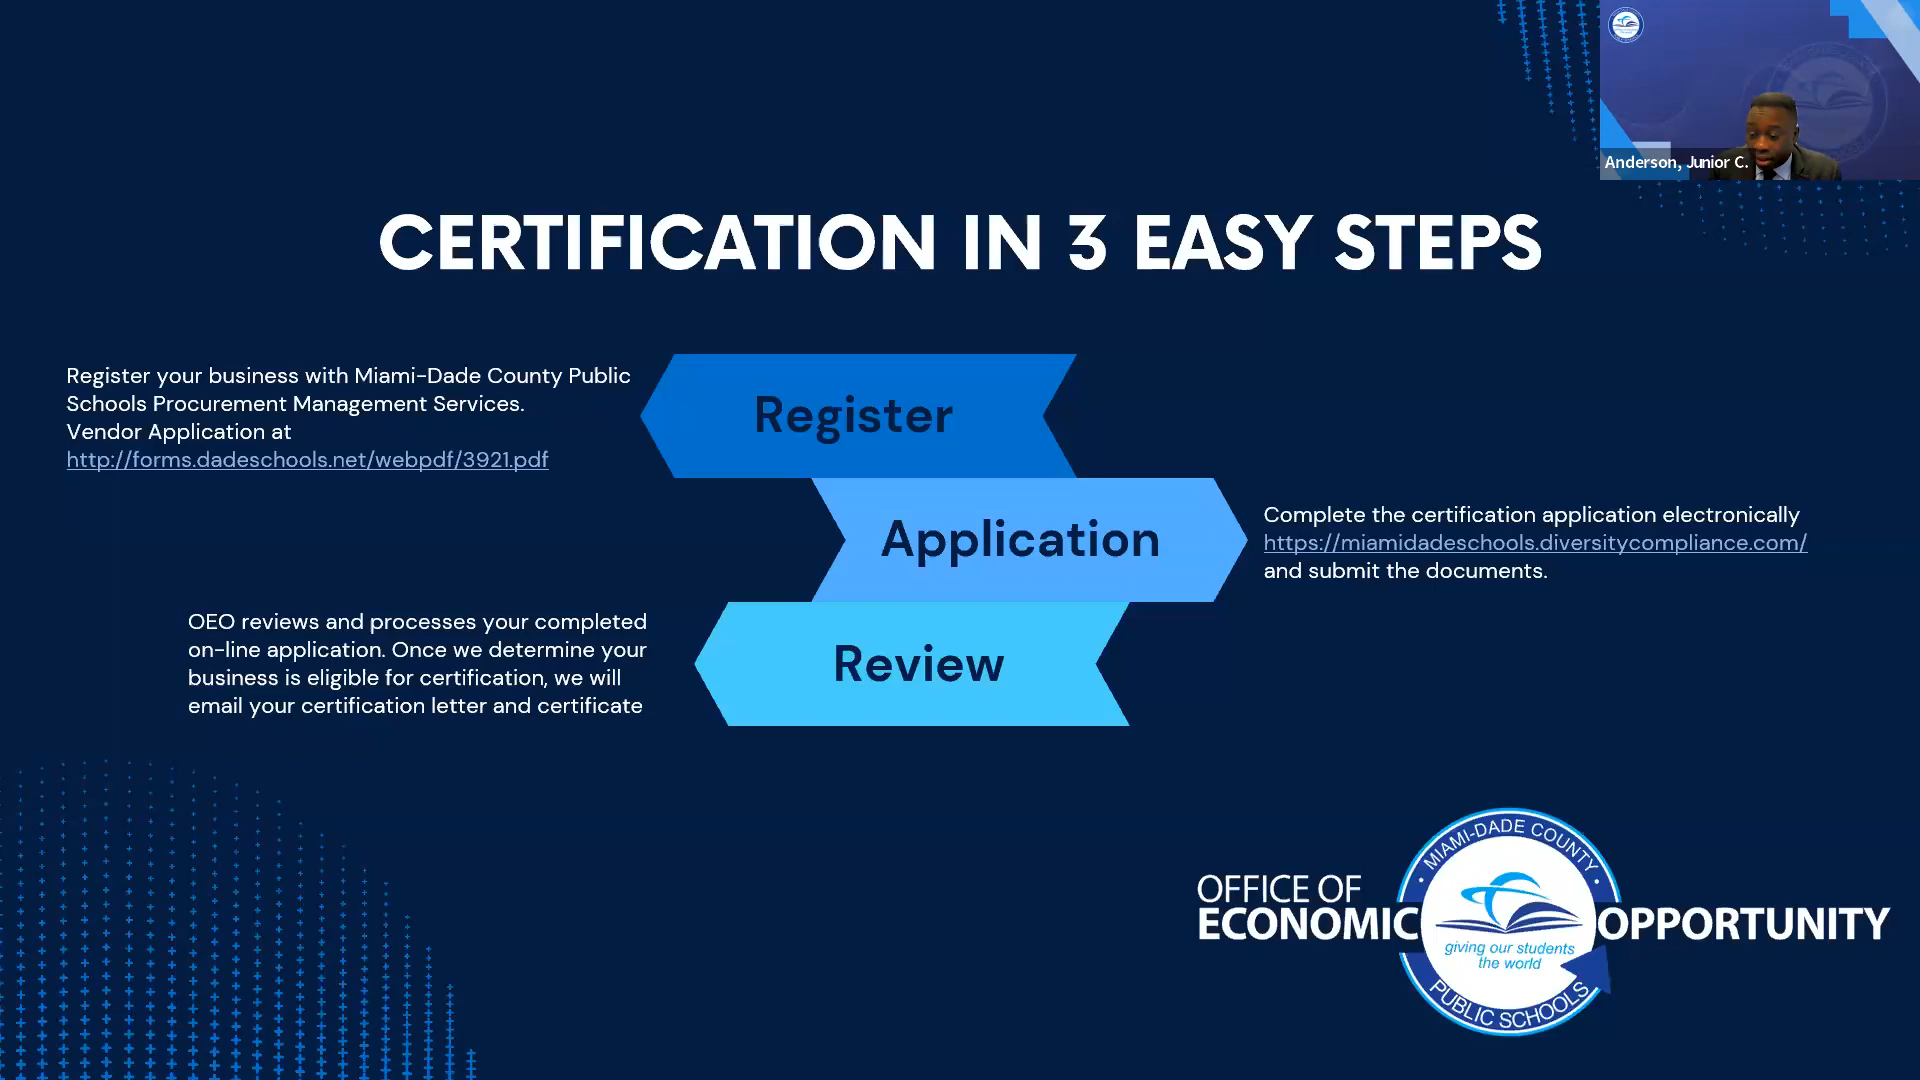 Anderson, Junior C.
CERTIFICATION IN 3 EASY STEPS
Register your business with Miami-Dade County Public
Schools Procurement Management Services.
Vendor Application at
http://forms.dadeschools.net/webpdf/3921.pdf
Register
Application
Complete the certification application electronically
https://miamidadeschools.diversitycompliance.com/
and submit the documents.
OEO reviews and processes your completed
on-line application. Once we determine your
business is eligible for certification, we will
email your certification letter and certificate
Review
OFFICE OF
ECONOMIC OPPORTUNITY
• MIAMI-DADE COUNTY •
giving our students
the world
PUBLIC SCHOOLS